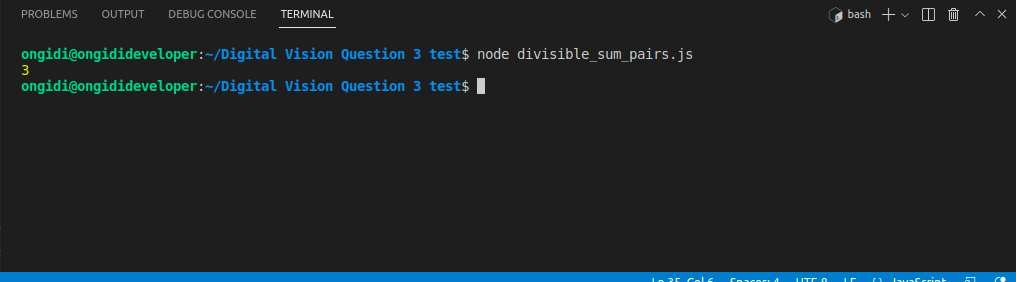 PROBLEMS OUTPUT DEBUG CONSOLE TERMINAL bash
ongidi@ongidideveloper:~/Digital Vision Question 3 test$ node divisible_sum_pairs.js
3
ongidi@ongidideveloper:~/Digital Vision Question 3 test$
Ln 35, Col 6 Spaces: 4 UTF-8 LF {} JavaScript